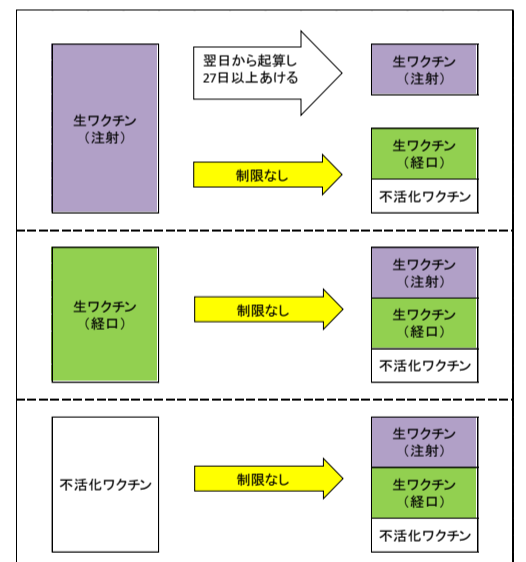 生ワクチン
（注射）
翌日から起算し
27日以上あける
生ワクチン
（注射）
制限なし
生ワクチン
（経口）
不活化ワクチン
生ワクチン
（経口）
制限なし
生ワクチン
（注射）
生ワクチン
（経口）
不活化ワクチン
不活化ワクチン
制限なし
生ワクチン
（注射）
生ワクチン
（経口）
不活化ワクチン